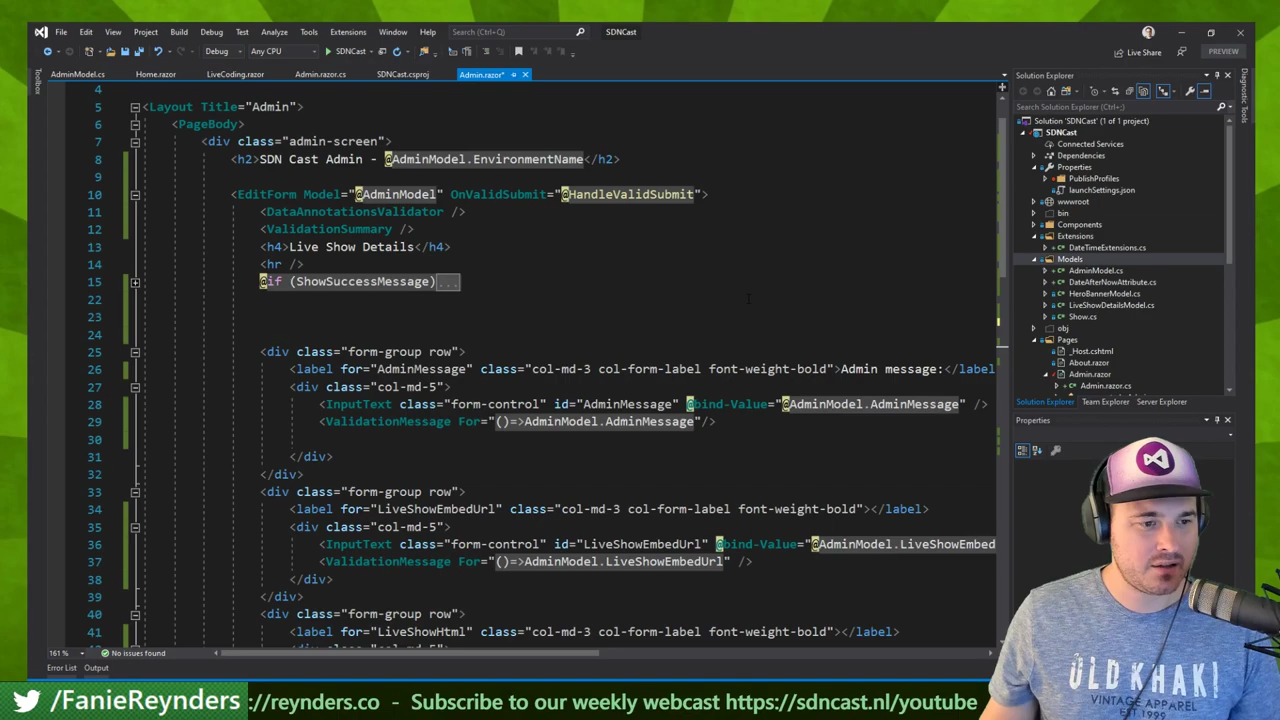 File Edit View Project Build Debug Test Analyze Tools Extensions Window Help Search (Ctrl+Q) SDNCast
Debug Any CPU SDNCast Live Share PREVIEW
AdminModel.cs Home.razor LiveCoding.razor Admin.razor.cs SDNCast.csproj Admin.razor*
Toolbox
4
5 <Layout Title="Admin">
6 <PageBody>
7 <div class="admin-screen">
8 <h2>SDN Cast Admin - @AdminModel.EnvironmentName</h2>
9
10 <EditForm Model="@AdminModel" OnValidSubmit="@HandleValidSubmit">
11 <DataAnnotationsValidator />
12 <ValidationSummary />
13 <h4>Live Show Details</h4>
14 <hr />
15 @if (ShowSuccessMessage)...
22
23
24
25 <div class="form-group row">
26 <label for="AdminMessage" class="col-md-3 col-form-label font-weight-bold">Admin message:</label
27 <div class="col-md-5">
28 <InputText class="form-control" id="AdminMessage" @bind-Value="@AdminModel.AdminMessage" />
29 <ValidationMessage For="()=>AdminModel.AdminMessage"/>
30
31 </div>
32 </div>
33 <div class="form-group row">
34 <label for="LiveShowEmbedUrl" class="col-md-3 col-form-label font-weight-bold"></label>
35 <div class="col-md-5">
36 <InputText class="form-control" id="LiveShowEmbedUrl" @bind-Value="@AdminModel.LiveShowEmbed
37 <ValidationMessage For="()=>AdminModel.LiveShowEmbedUrl" />
38 </div>
39 </div>
40 <div class="form-group row">
41 <label for="LiveShowHtml" class="col-md-3 col-form-label font-weight-bold"></label>
161 % No issues found
Error List Output
Solution Explorer
Search Solution Explorer (Ctrl+;)
Solution 'SDNCast' (1 of 1 project)
SDNCast
Connected Services
Dependencies
Properties
PublishProfiles
launchSettings.json
wwwroot
bin
Components
Extensions
DateTimeExtensions.cs
Models
AdminModel.cs
DateAfterNowAttribute.cs
HeroBannerModel.cs
LiveShowDetailsModel.cs
Show.cs
obj
Pages
_Host.cshtml
About.razor
Admin.razor
Admin.razor.cs
Solution Explorer Team Explorer Server Explorer
Properties
Diagnostic Tools
OLD KHAKI
VINTAGE APPAREL
EST.1999
/FanieReynders ://reynders.co - Subscribe to our weekly webcast https://sdncast.nl/youtube